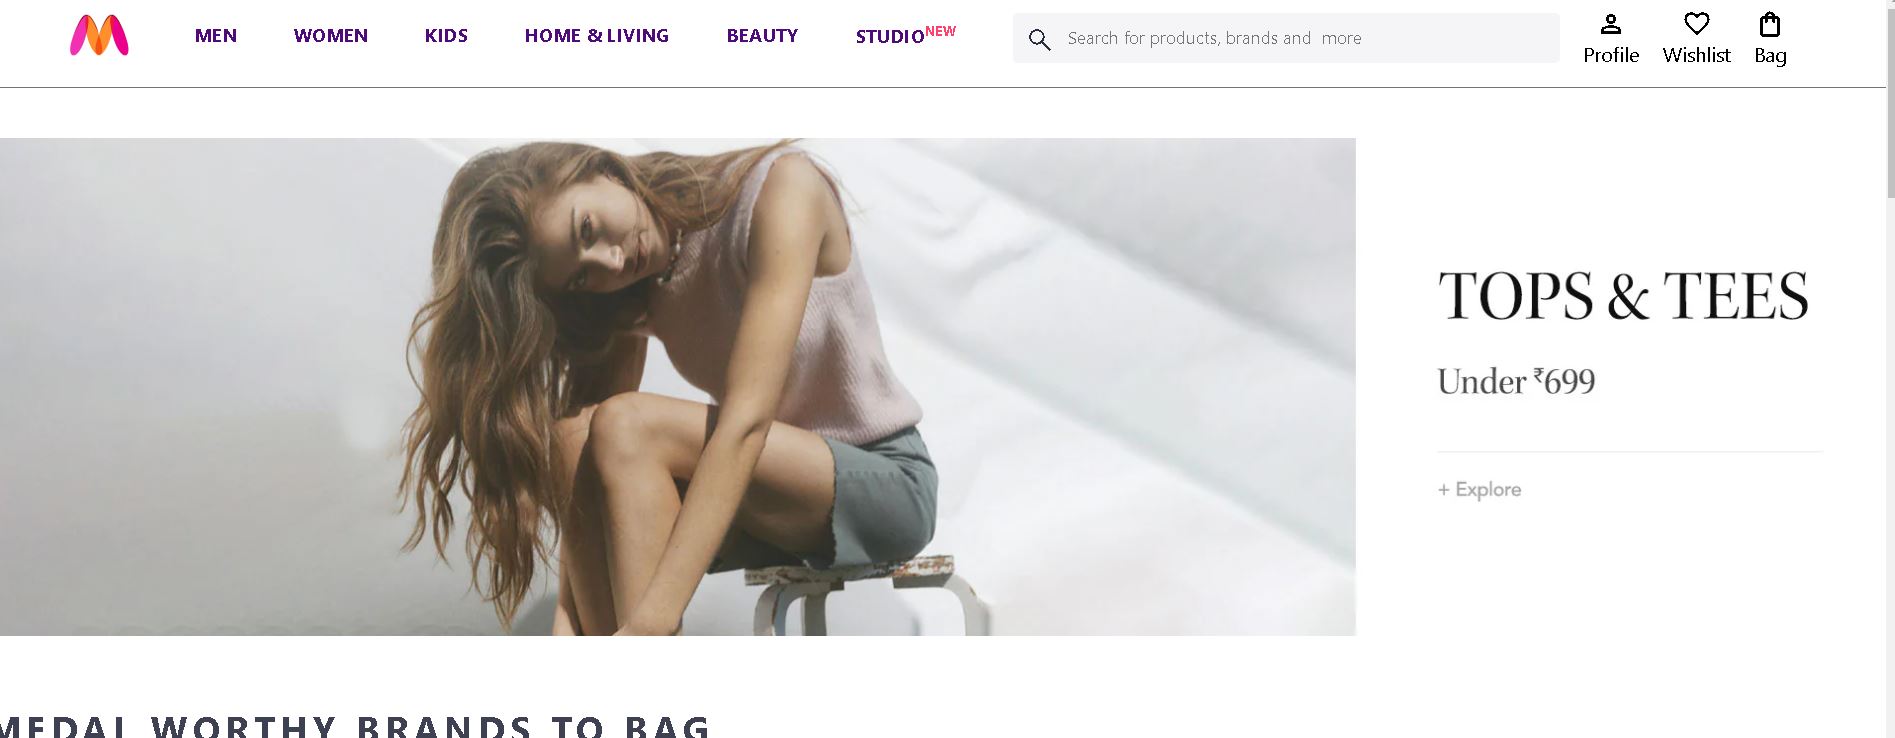 MEN WOMEN KIDS HOME & LIVING BEAUTY STUDIO NEW Search for products, brands and more Profile Wishlist Bag
TOPS & TEES
Under ₹699
+ Explore
MEDAL WORTHY BRANDS TO BAG